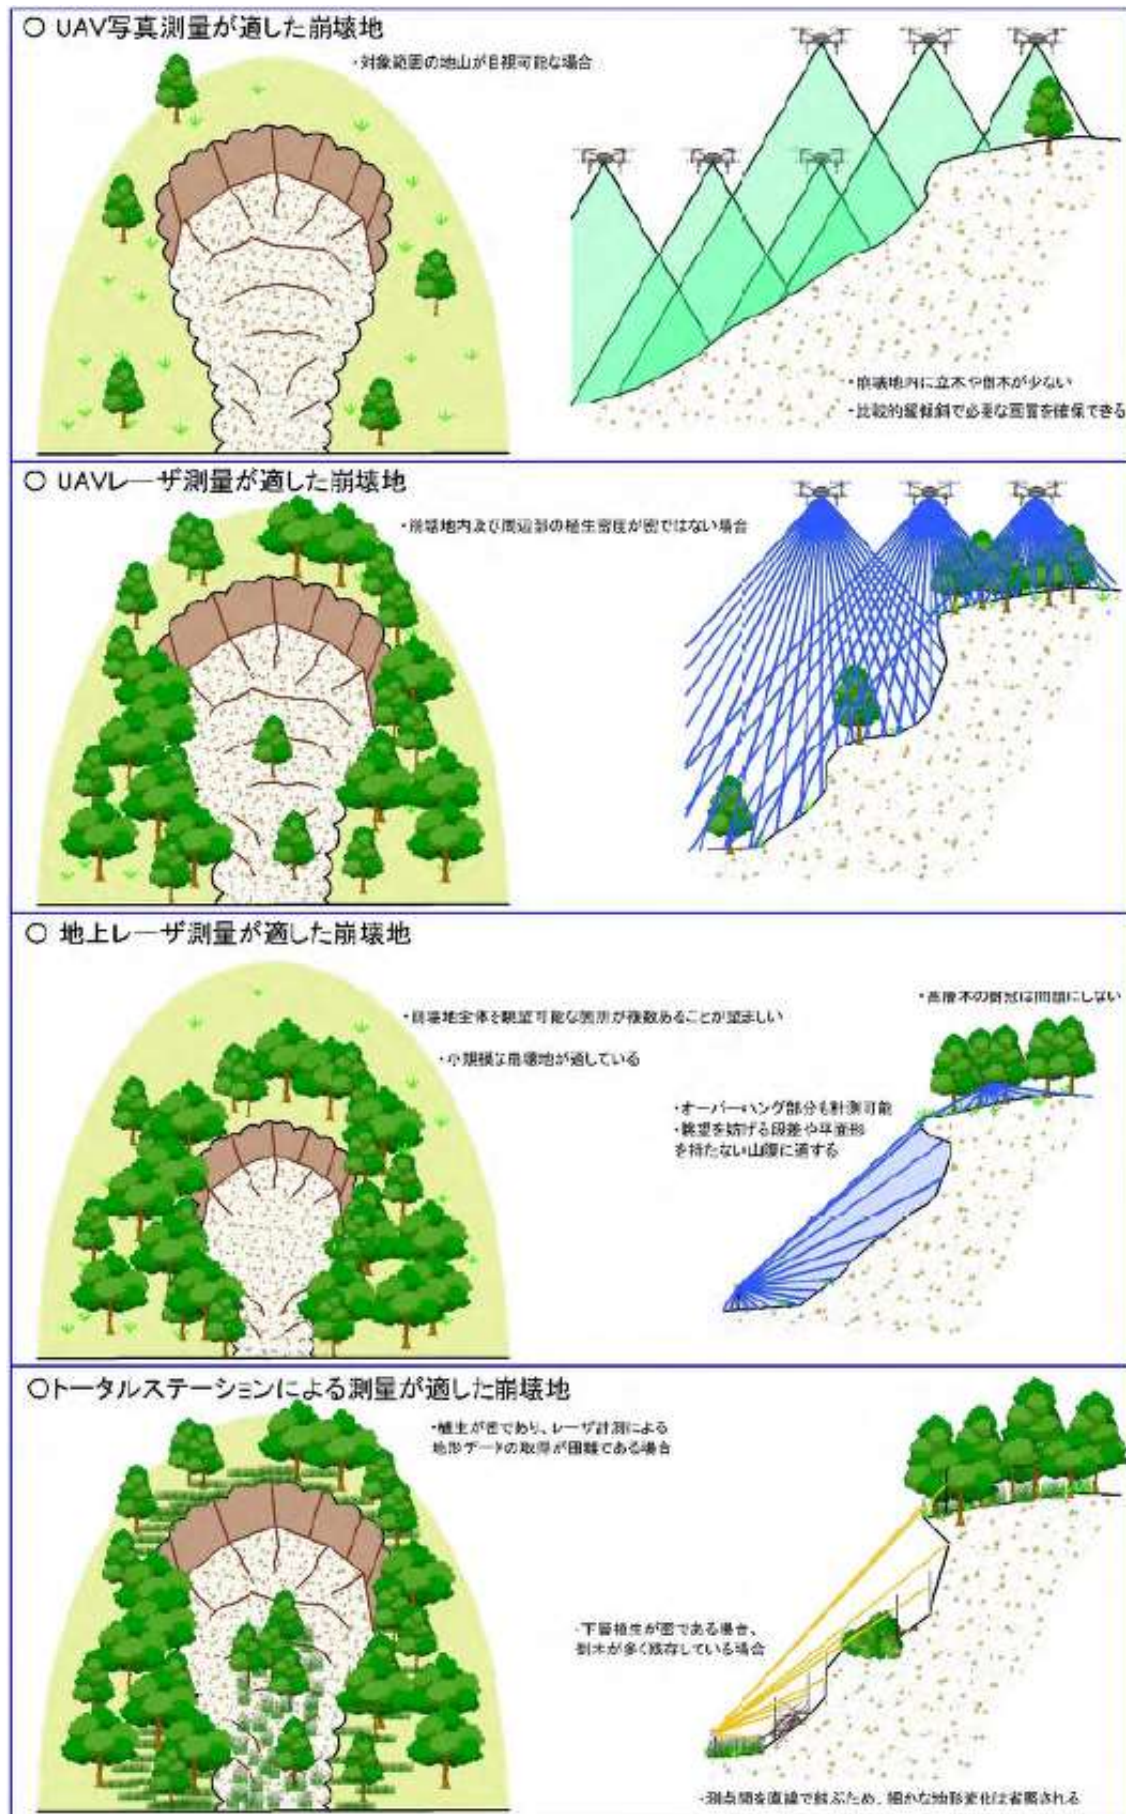 ○ UAV写真測量が適した崩壊地
・対象範囲の地山が目視可能な場合
・崩壊地内に立木や倒木が少ない
・比較的緩傾斜で必要な画質を確保できる
○ UAVレーザ測量が適した崩壊地
・崩壊地内及び周辺部の植生密度が密ではない場合
○ 地上レーザ測量が適した崩壊地
・崩壊地全体を眺望可能な箇所が複数あることが望ましい
・高層木の樹冠は問題にしない
・小規模な崩壊地が適している
・オーバーハング部分も計測可能
・眺望を妨げる段差や平面形
を持たない山腹に適する
○トータルステーションによる測量が適した崩壊地
・植生が密であり、レーザ計測による
地形データの取得が困難である場合
・下層植生が密である場合、
倒木が多く残存している場合
・測点間を直線で結ぶため、細かな地形変化は省略される